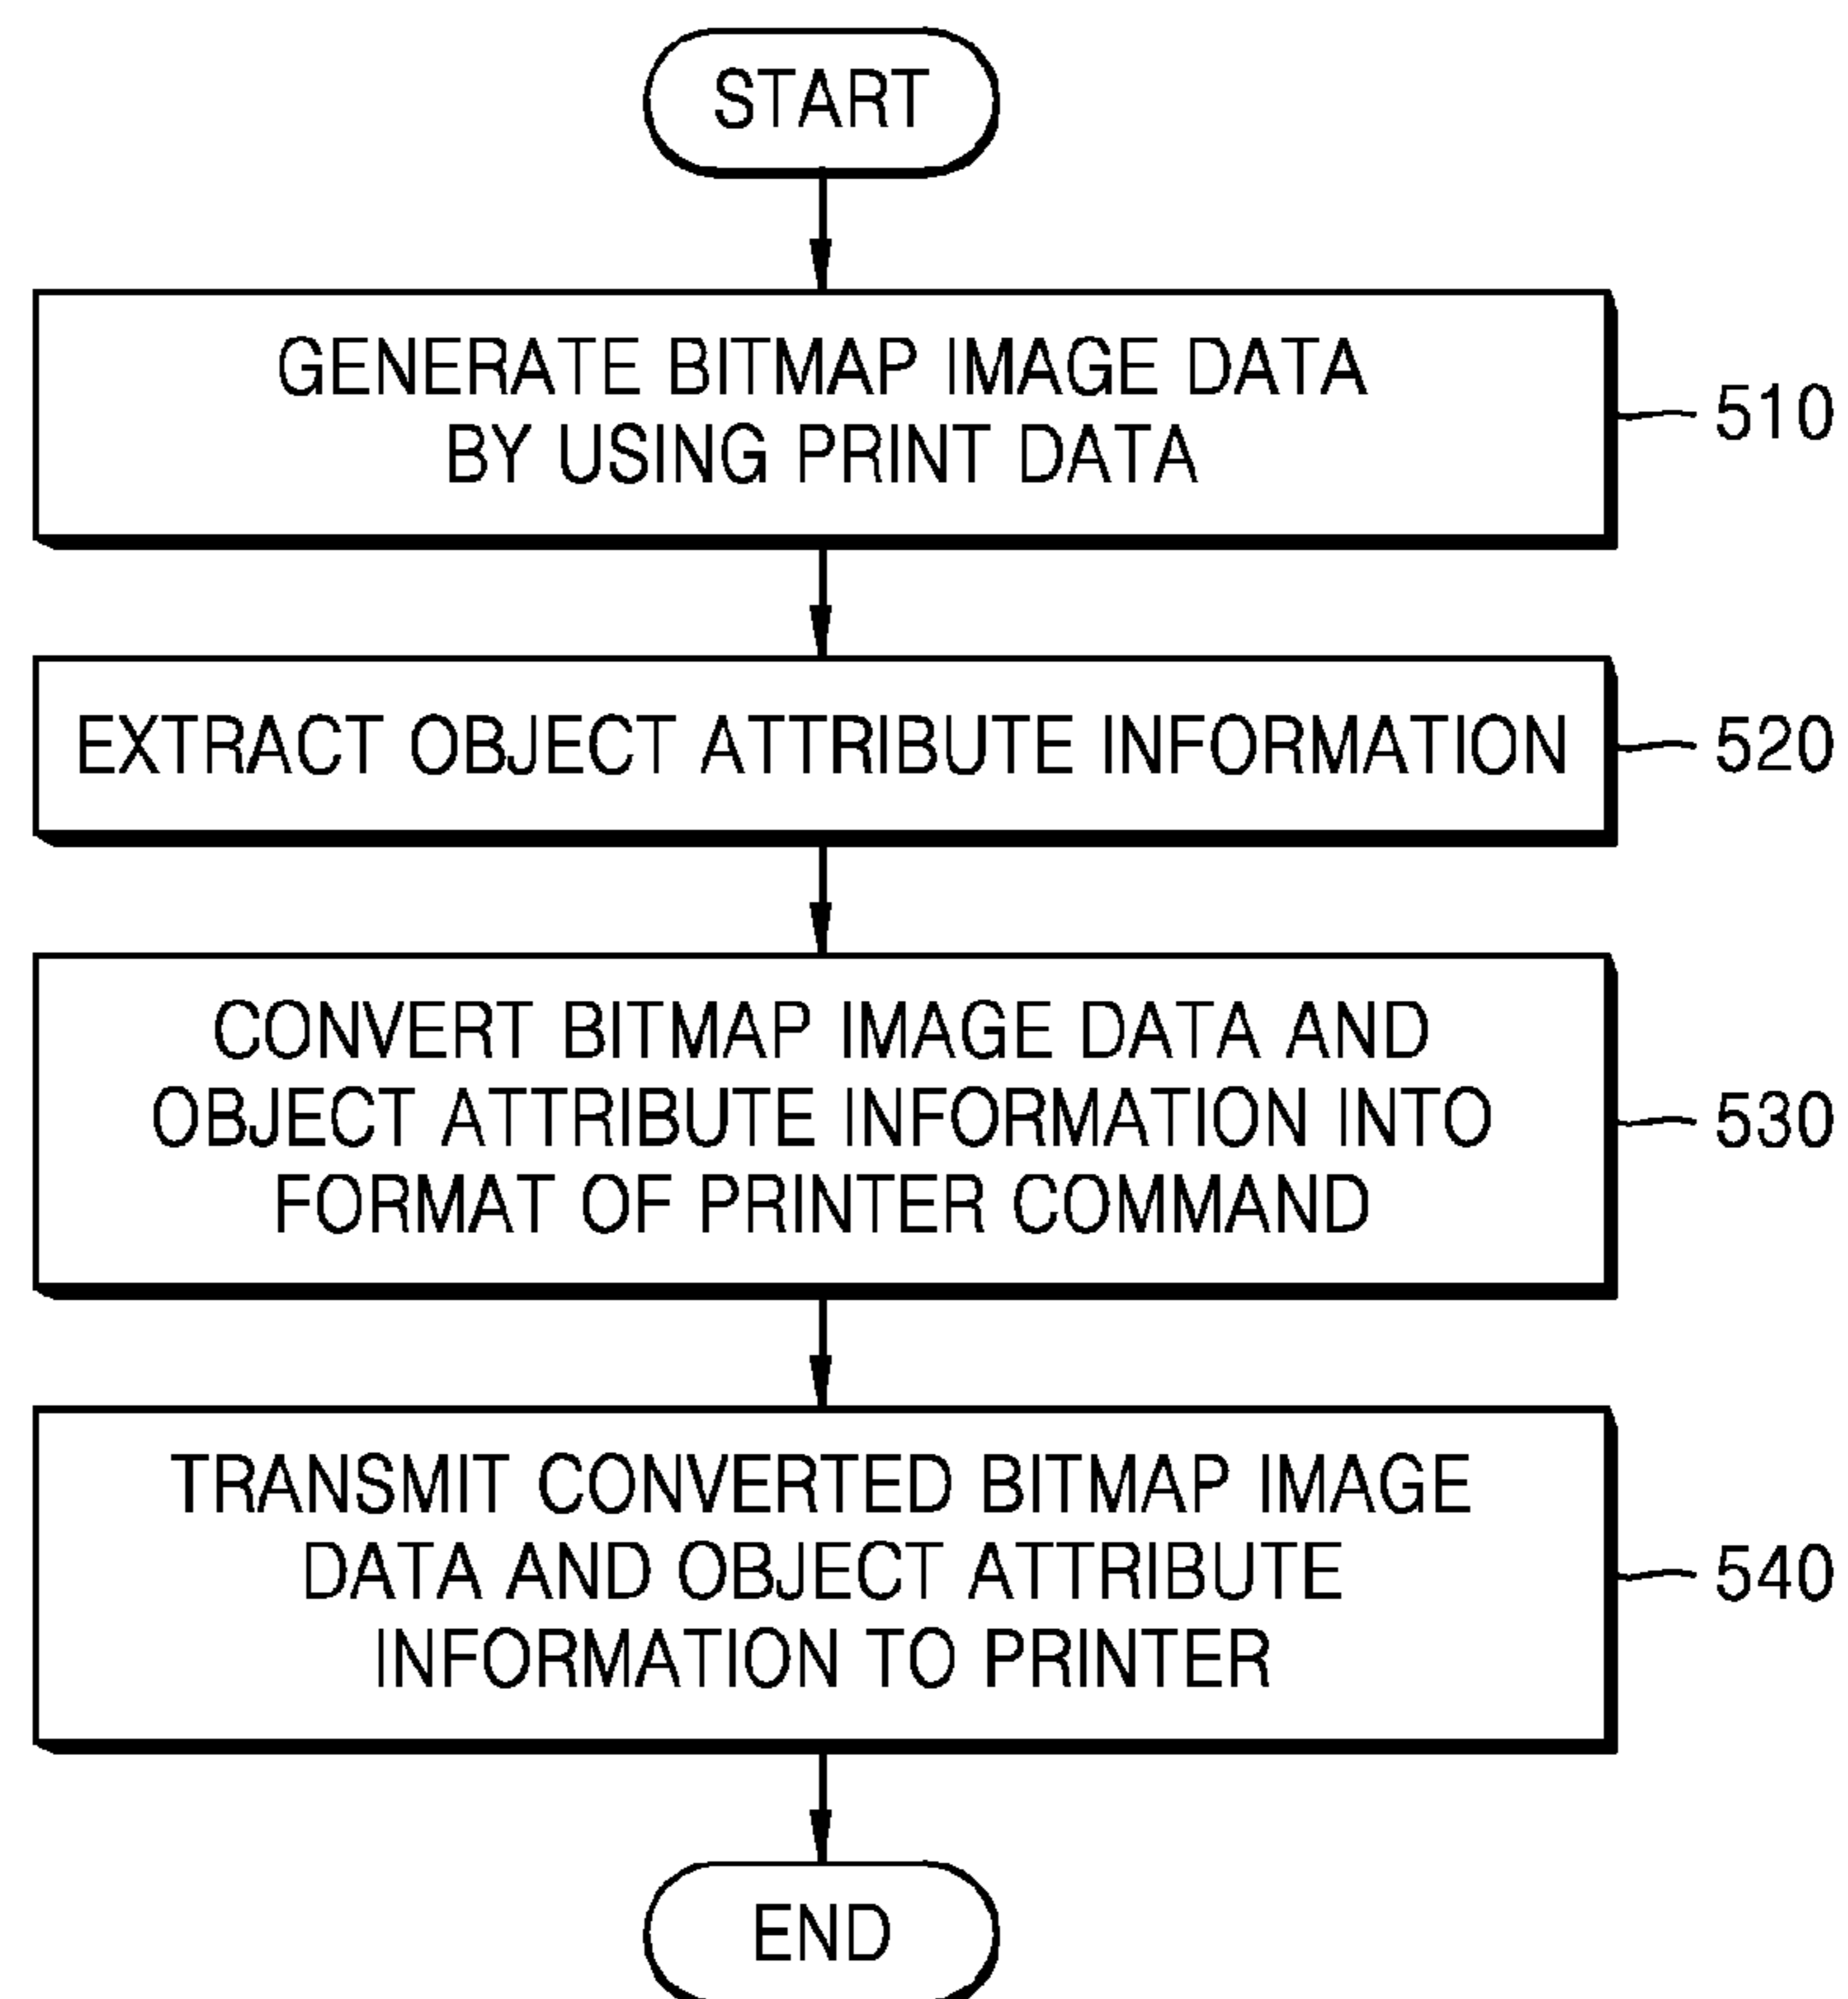 START
GENERATE BITMAP IMAGE DATA
BY USING PRINT DATA
510
EXTRACT OBJECT ATTRIBUTE INFORMATION
520
CONVERT BITMAP IMAGE DATA AND
OBJECT ATTRIBUTE INFORMATION INTO
FORMAT OF PRINTER COMMAND
530
TRANSMIT CONVERTED BITMAP IMAGE
DATA AND OBJECT ATTRIBUTE
INFORMATION TO PRINTER
540
END